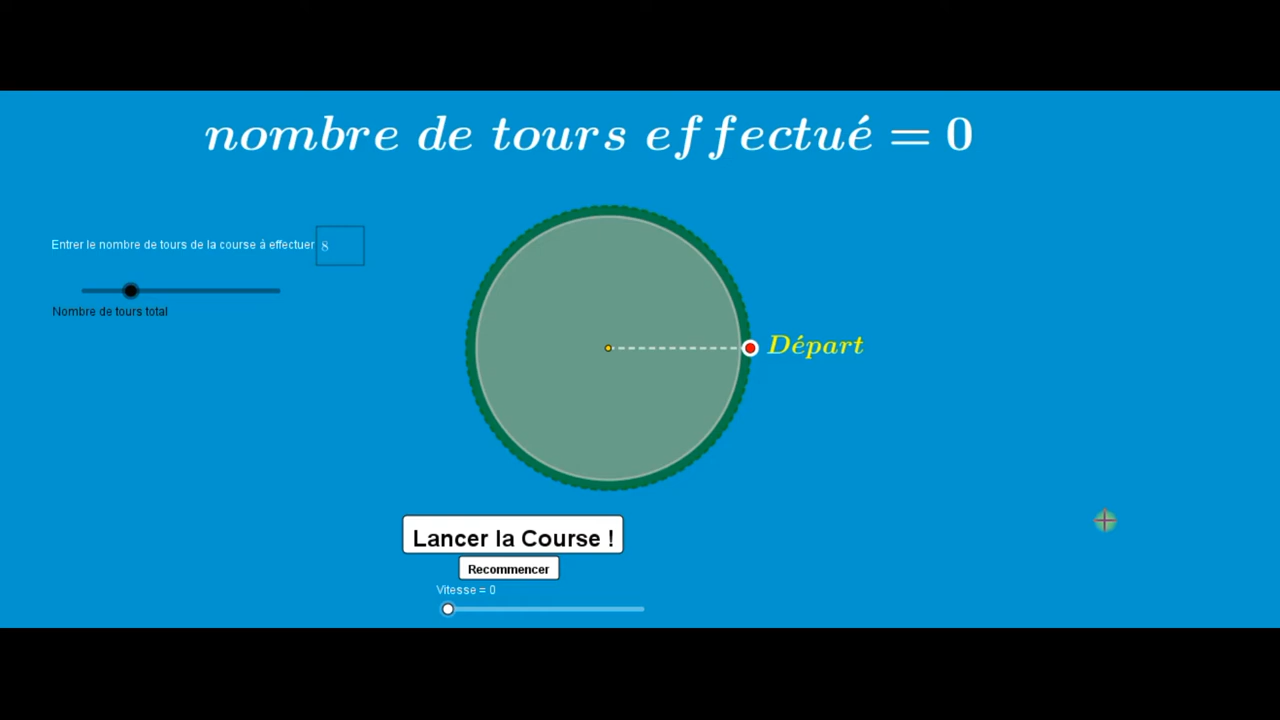 nombre de tours effectué = 0
Entrer le nombre de tours de la course à effectuer 8
Nombre de tours total
Départ
Lancer la Course !
Recommencer
Vitesse = 0